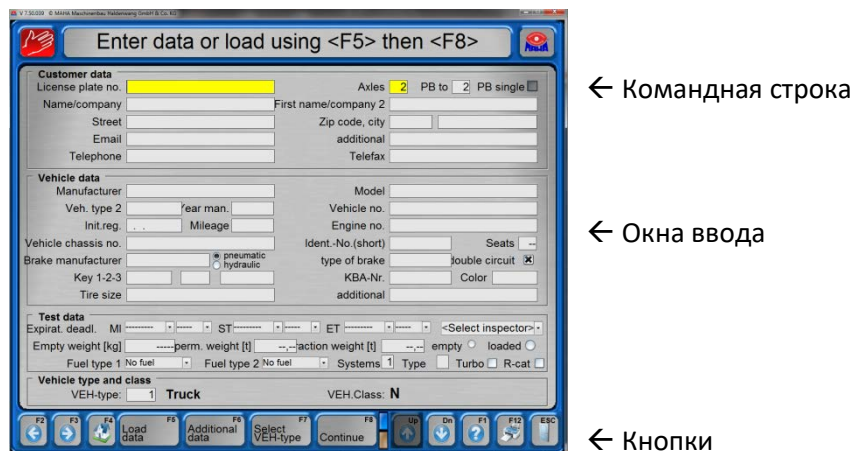 V 7.50.030 © MAHA Maschinenbau Haldenwang GmbH & Co. KG
Enter data or load using <F5> then <F8>
Customer data
License plate no. Axles 2 PB to 2 PB single
← Командная строка
Name/company First name/company 2
Street Zip code, city
Email additional
Telephone Telefax
Vehicle data
Manufacturer Model
Veh. type 2 Year man. Vehicle no.
Init.reg. . . Mileage Engine no.
← Окна ввода
Vehicle chassis no. Ident.-No.(short) Seats --
Brake manufacturer pneumatic type of brake double circuit
hydraulic
Key 1-2-3 KBA-Nr. Color
Tire size additional
Test data
Expirat. deadl. MI --------- ----- ST --------- ----- ET --------- ----- <Select inspector>
Empty weight [kg] -----perm. weight [t] --,--raction weight [t] --,-- empty loaded
Fuel type 1 No fuel Fuel type 2 No fuel Systems 1 Type Turbo R-cat
Vehicle type and class
VEH-type: 1 Truck VEH.Class: N
F2 F3 F4 F5 F6 F7 F8 Up Dn F1 F12 ESC
Load data Additional data Select VEH-type Continue
← Кнопки